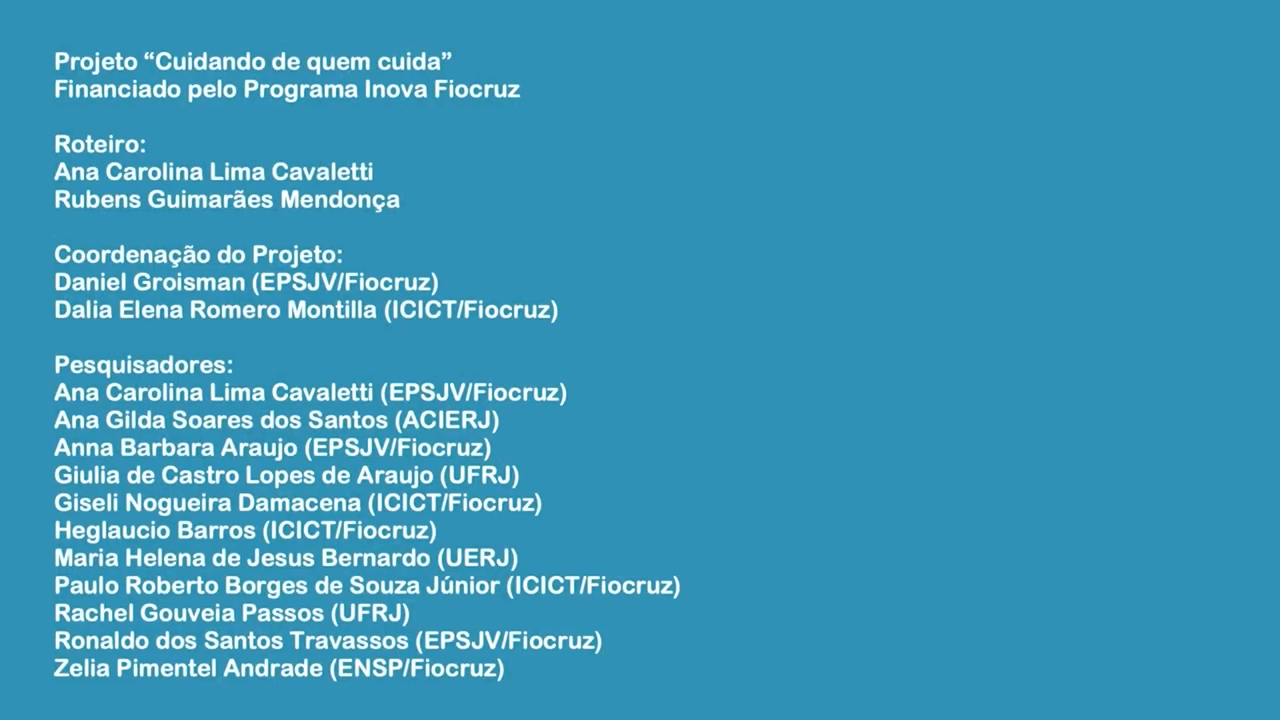 Projeto “Cuidando de quem cuida”
Financiado pelo Programa Inova Fiocruz
Roteiro:
Ana Carolina Lima Cavaletti
Rubens Guimarães Mendonça
Coordenação do Projeto:
Daniel Groisman (EPSJV/Fiocruz)
Dalia Elena Romero Montilla (ICICT/Fiocruz)
Pesquisadores:
Ana Carolina Lima Cavaletti (EPSJV/Fiocruz)
Ana Gilda Soares dos Santos (ACIERJ)
Anna Barbara Araujo (EPSJV/Fiocruz)
Giulia de Castro Lopes de Araujo (UFRJ)
Giseli Nogueira Damacena (ICICT/Fiocruz)
Heglaucio Barros (ICICT/Fiocruz)
Maria Helena de Jesus Bernardo (UERJ)
Paulo Roberto Borges de Souza Júnior (ICICT/Fiocruz)
Rachel Gouveia Passos (UFRJ)
Ronaldo dos Santos Travassos (EPSJV/Fiocruz)
Zelia Pimentel Andrade (ENSP/Fiocruz)